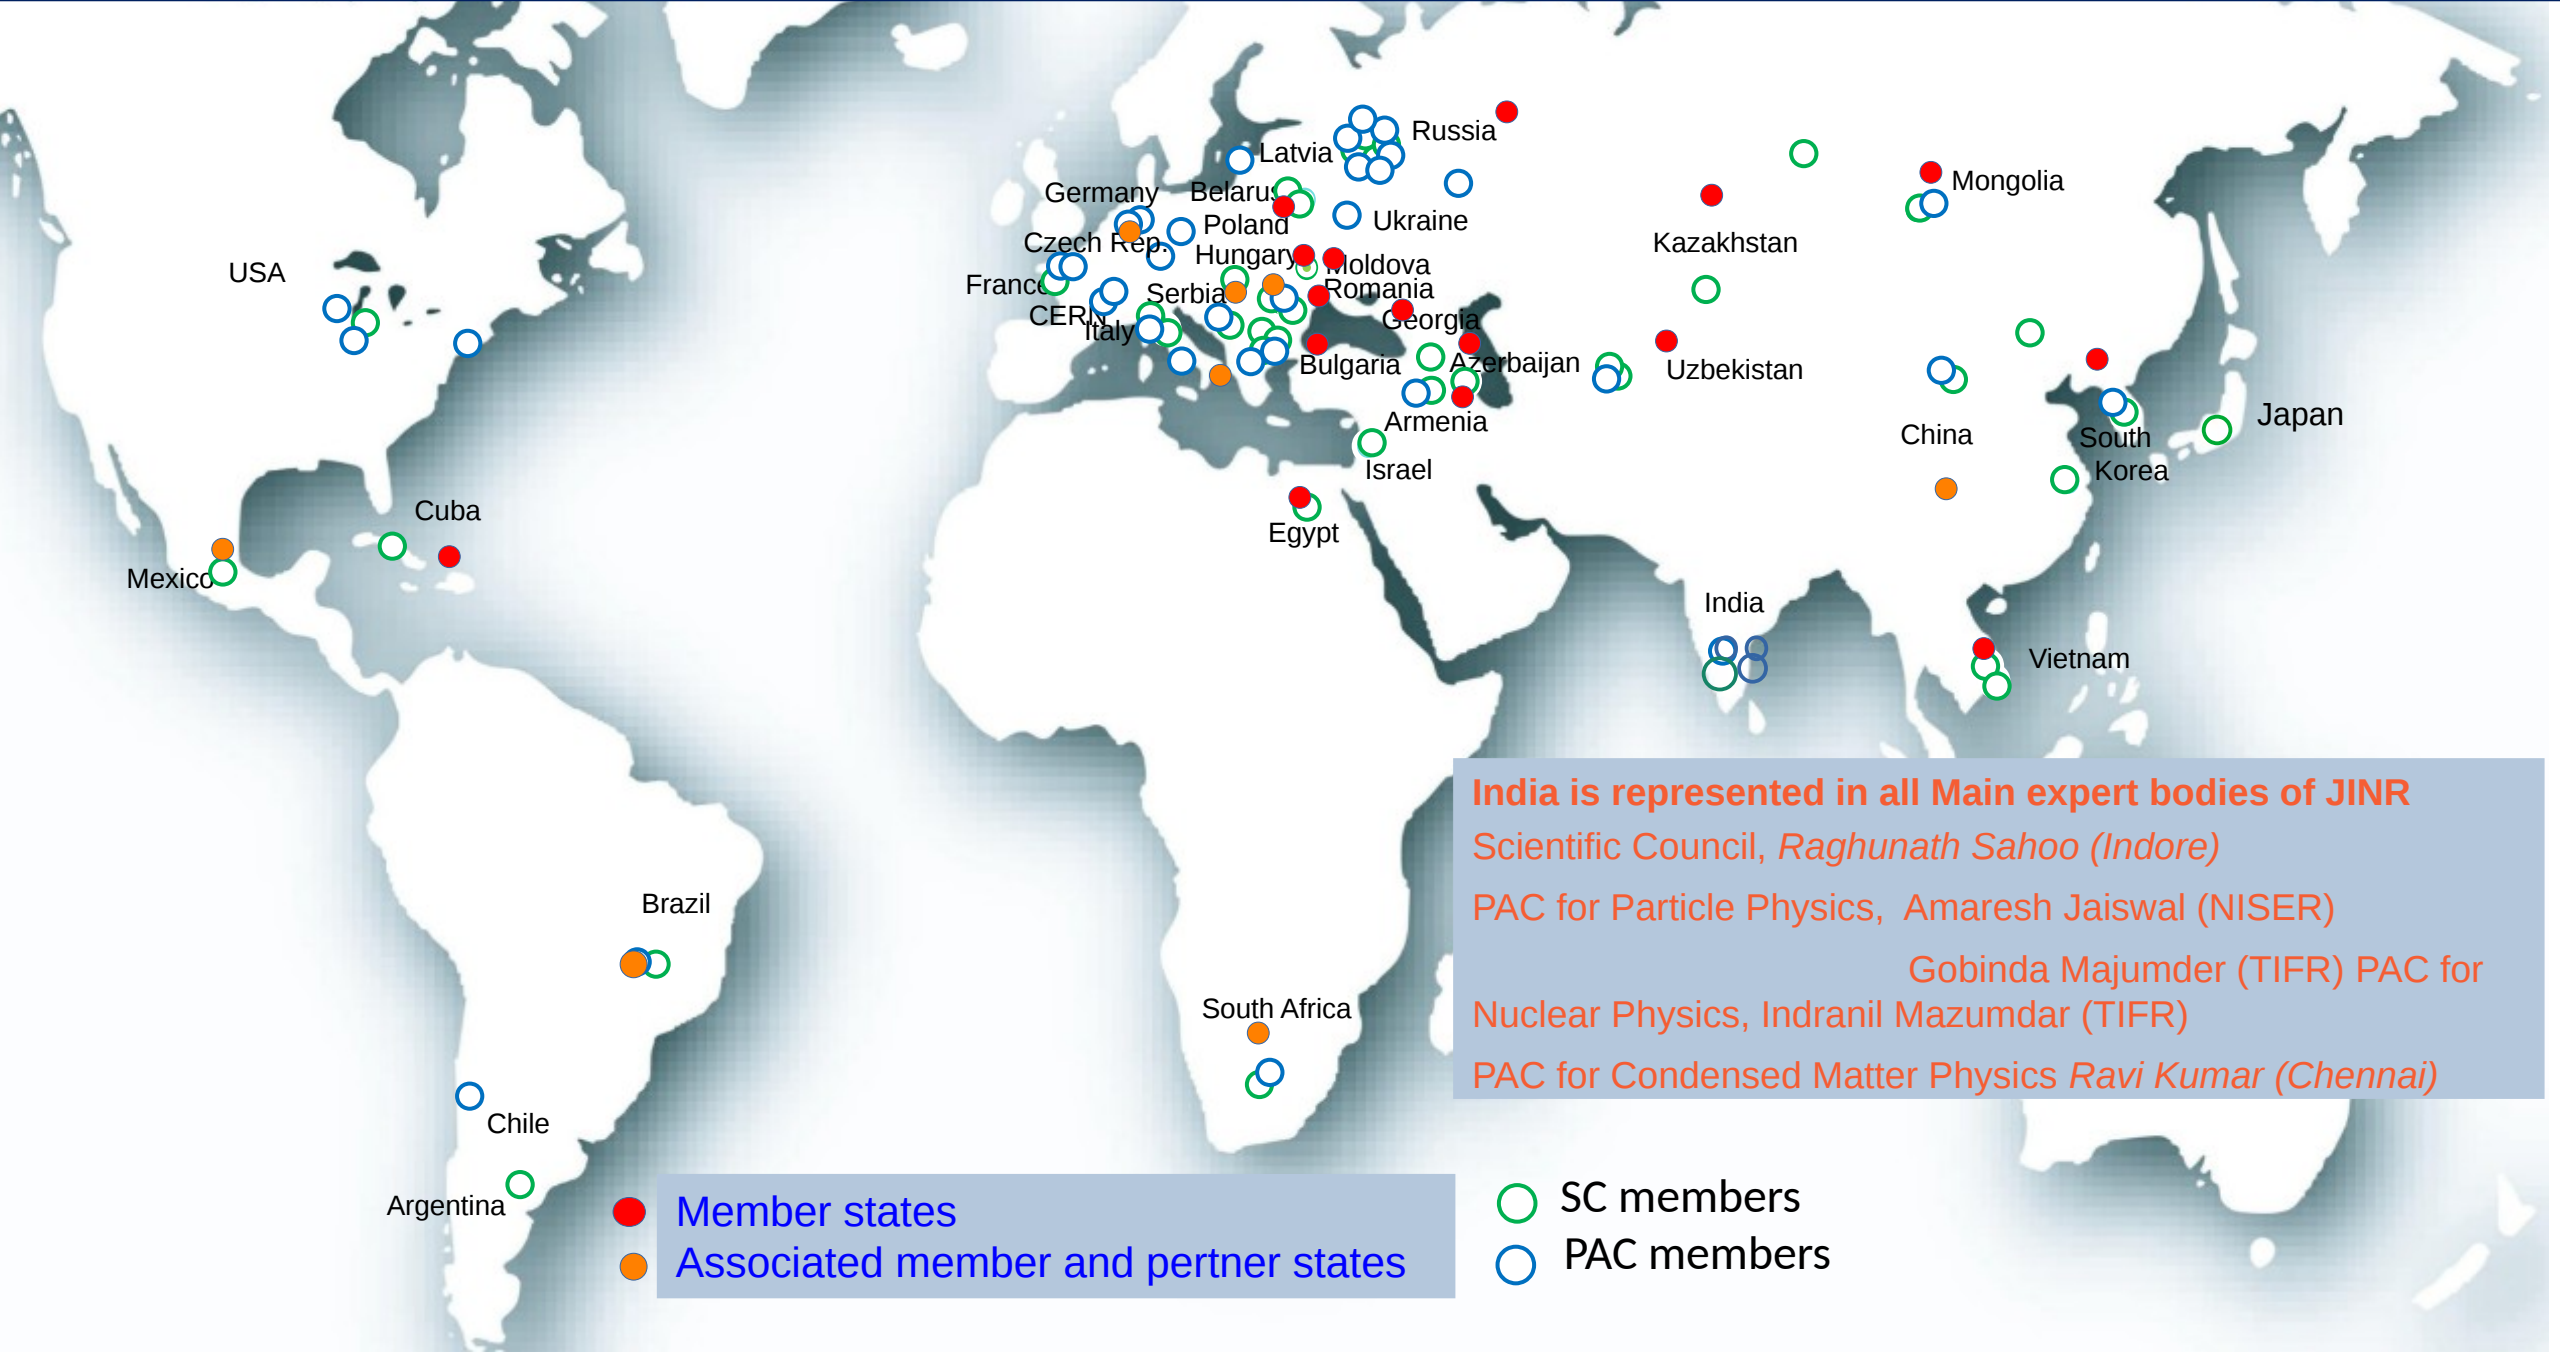 Russia
Latvia
Mongolia
Germany
Belarus
Poland
Ukraine
Czech Rep.
Hungary
Kazakhstan
USA
Moldova
France
Serbia
Romania
CERN
Italy
Georgia
Bulgaria
Azerbaijan
Uzbekistan
Armenia
China
Japan
South
Korea
Israel
Cuba
Egypt
Mexico
India
Vietnam
India is represented in all Main expert bodies of JINR
Scientific Council, Raghunath Sahoo (Indore)
PAC for Particle Physics, Amaresh Jaiswal (NISER)
Gobinda Majumder (TIFR) PAC for
Nuclear Physics, Indranil Mazumdar (TIFR)
PAC for Condensed Matter Physics Ravi Kumar (Chennai)
Brazil
South Africa
Chile
Argentina
Member states
Associated member and pertner states
SC members
PAC members